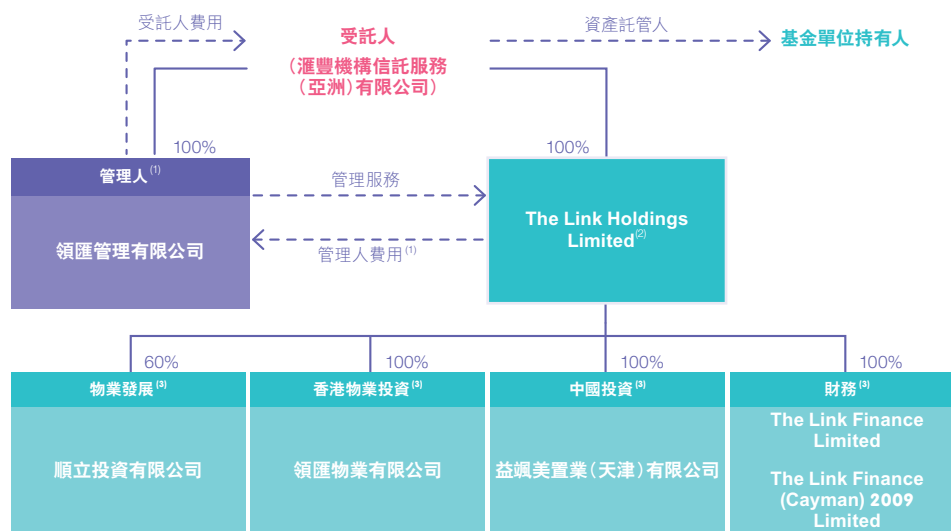 受託人費用
受託人
(滙豐機構信託服務
(亞洲)有限公司)
資產託管人
基金單位持有人
100%
100%
管理人(1)
領匯管理有限公司
管理服務
管理人費用(1)
The Link Holdings
Limited(2)
60%
100%
100%
100%
物業發展(3)
順立投資有限公司
香港物業投資(3)
領匯物業有限公司
中國投資(3)
益颯美置業(天津)有限公司
財務(3)
The Link Finance
Limited
The Link Finance
(Cayman) 2009
Limited